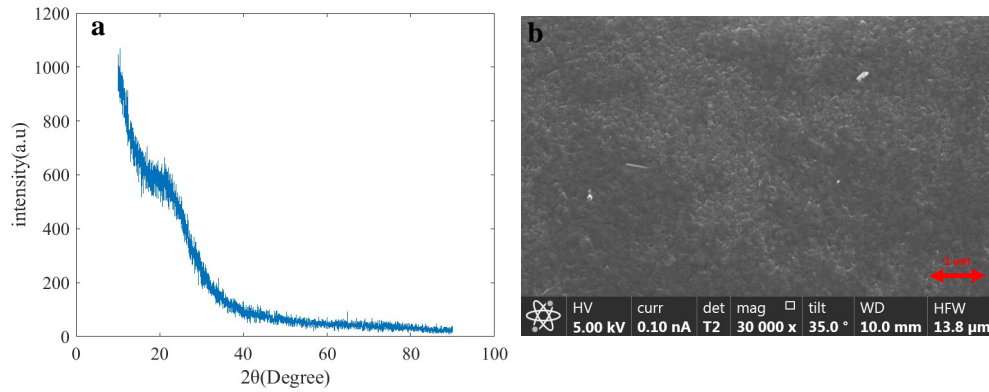 a
1200
1000
800
600
400
200
0
0 20 40 60 80 100
intensity(a.u)
2θ(Degree)
b
1 um
HV curr det mag tilt WD HFW
5.00 kV 0.10 nA T2 30 000 x 35.0 ° 10.0 mm 13.8 µm